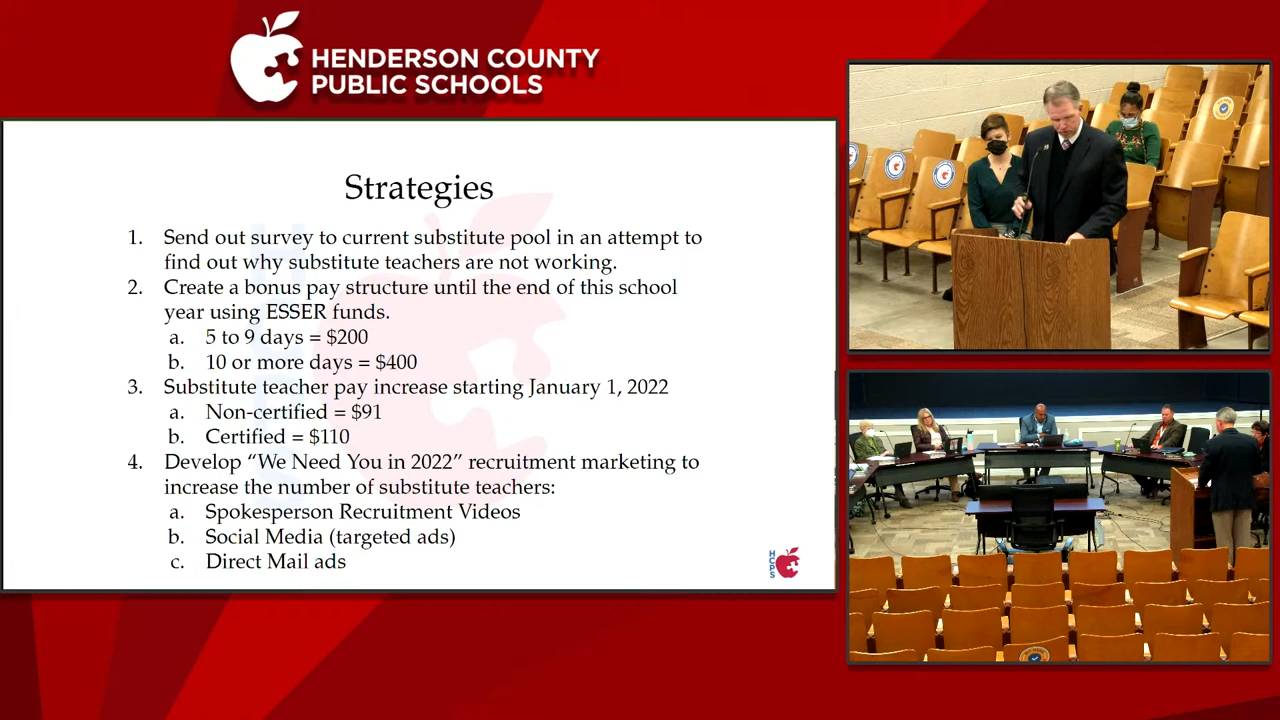 HENDERSON COUNTY
PUBLIC SCHOOLS
Strategies
1. Send out survey to current substitute pool in an attempt to
find out why substitute teachers are not working.
2. Create a bonus pay structure until the end of this school
year using ESSER funds.
a. 5 to 9 days = $200
b. 10 or more days = $400
3. Substitute teacher pay increase starting January 1, 2022
a. Non-certified = $91
b. Certified = $110
4. Develop “We Need You in 2022” recruitment marketing to
increase the number of substitute teachers:
a. Spokesperson Recruitment Videos
b. Social Media (targeted ads)
c. Direct Mail ads
HCPS